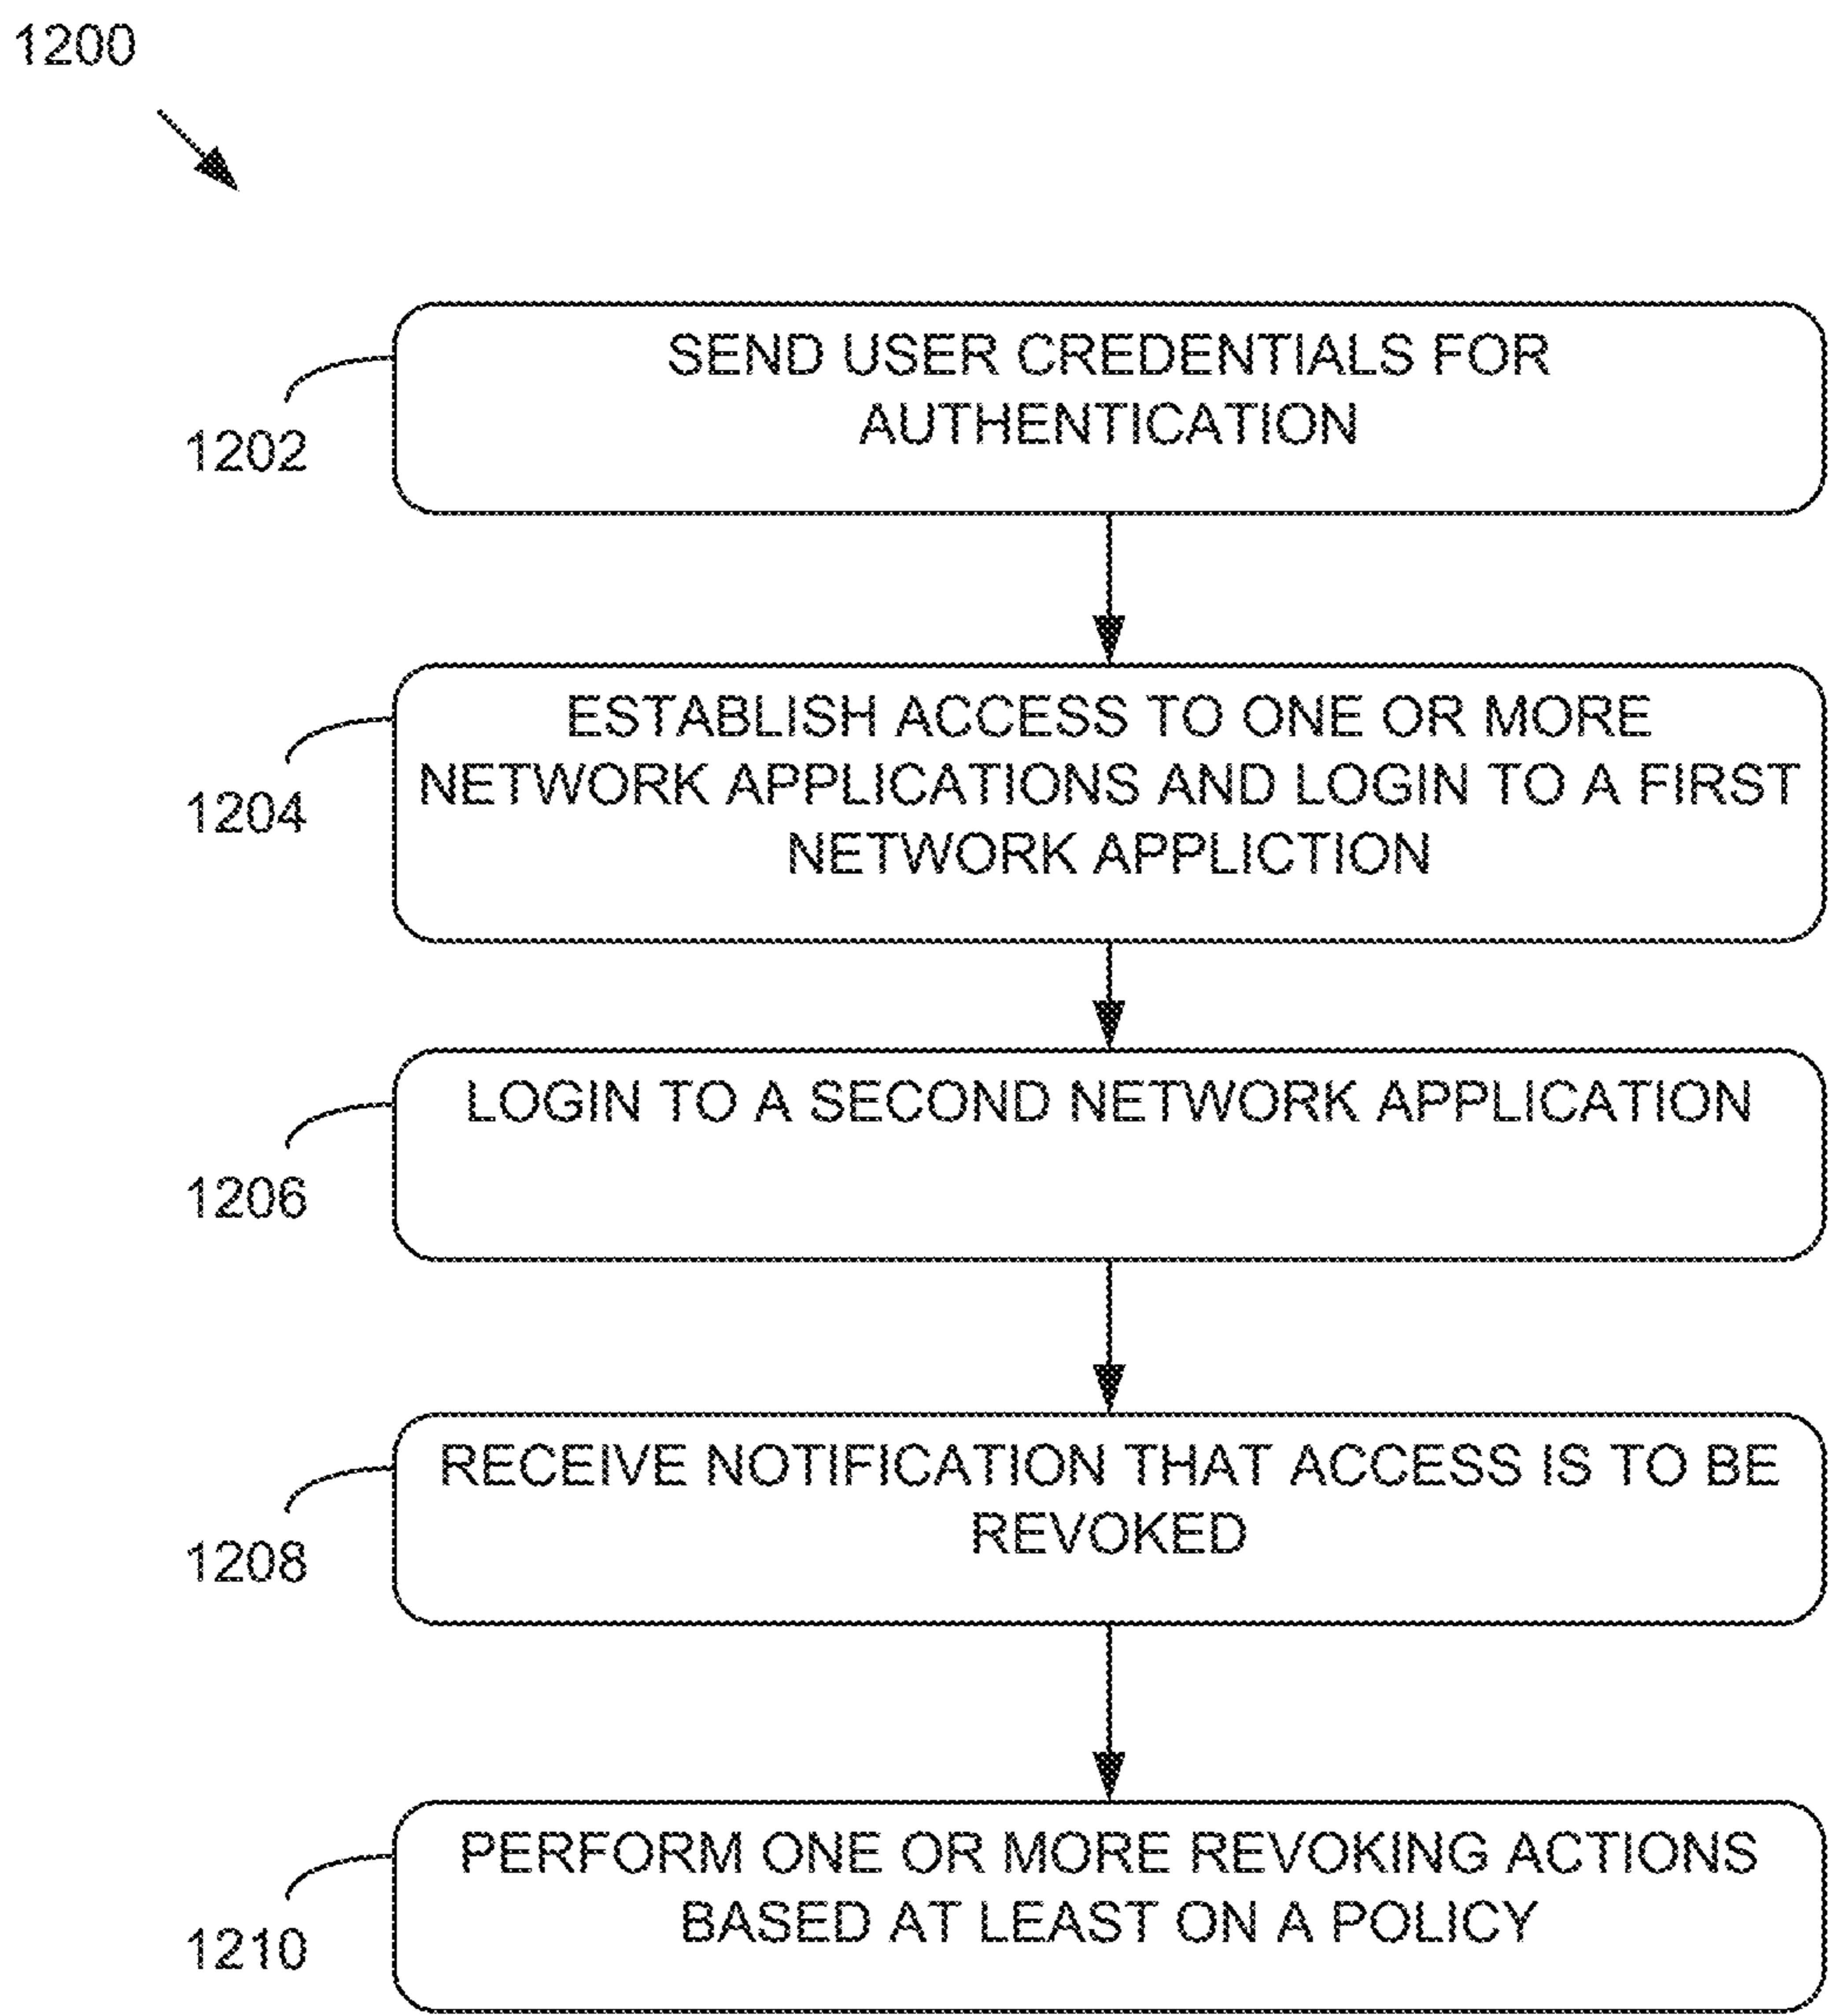 1200
SEND USER CREDENTIALS FOR
AUTHENTICATION
1202
ESTABLISH ACCESS TO ONE OR MORE
NETWORK APPLICATIONS AND LOGIN TO A FIRST
NETWORK APPLICTION
1204
LOGIN TO A SECOND NETWORK APPLICATION
1206
RECEIVE NOTIFICATION THAT ACCESS IS TO BE
REVOKED
1208
PERFORM ONE OR MORE REVOKING ACTIONS
BASED AT LEAST ON A POLICY
1210